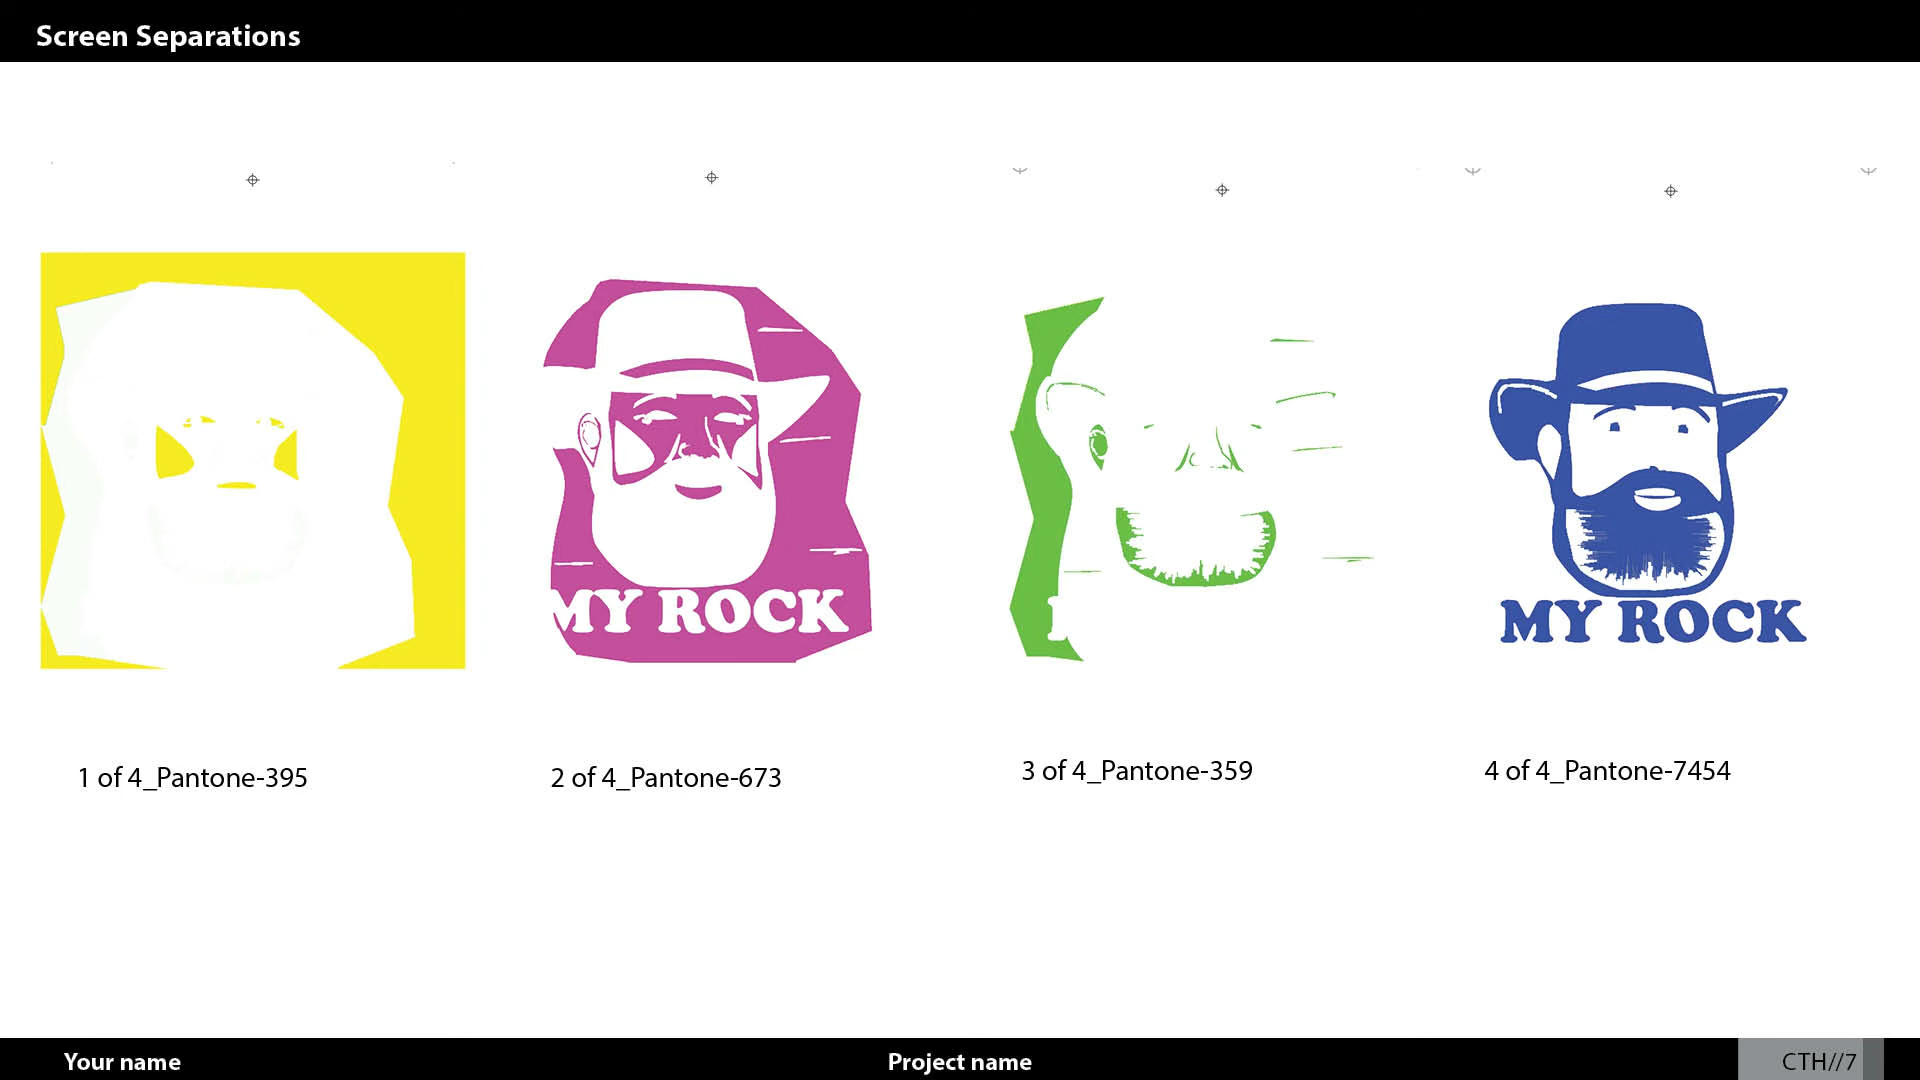 Screen Separations
MY ROCK
MY ROCK
1 of 4_Pantone-395
2 of 4_Pantone-673
3 of 4_Pantone-359
4 of 4_Pantone-7454
Your name
Project name
CTH//7